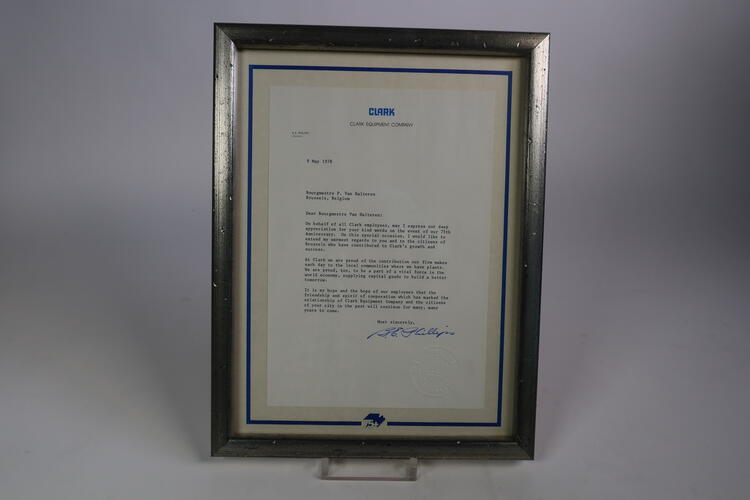 CLARK
CLARK EQUIPMENT COMPANY
B.E. PHILLIPS
9 May 1978
Bourgmestre P. Van Halteren
Brussels, Belgium
Dear Bourgmestre Van Halteren:
On behalf of all Clark employees, may I express our deep
appreciation for your kind words on the event of our 75th
Anniversary. On this special occasion, I would like to
extend my warmest regards to you and to the citizens of
Brussels who have contributed to Clark's growth and
success.
At Clark we are proud of the contribution our firm makes
each day to the local communities where we have plants.
We are proud, too, to be a part of a vital force in the
world economy, supplying capital goods to build a better
tomorrow.
It is my hope and the hope of our employees that the
friendship and spirit of cooperation which has marked the
relationship of Clark Equipment Company and the citizens
of your city in the past will continue for many, many
years to come.
Most sincerely,
B.E. Phillips
75